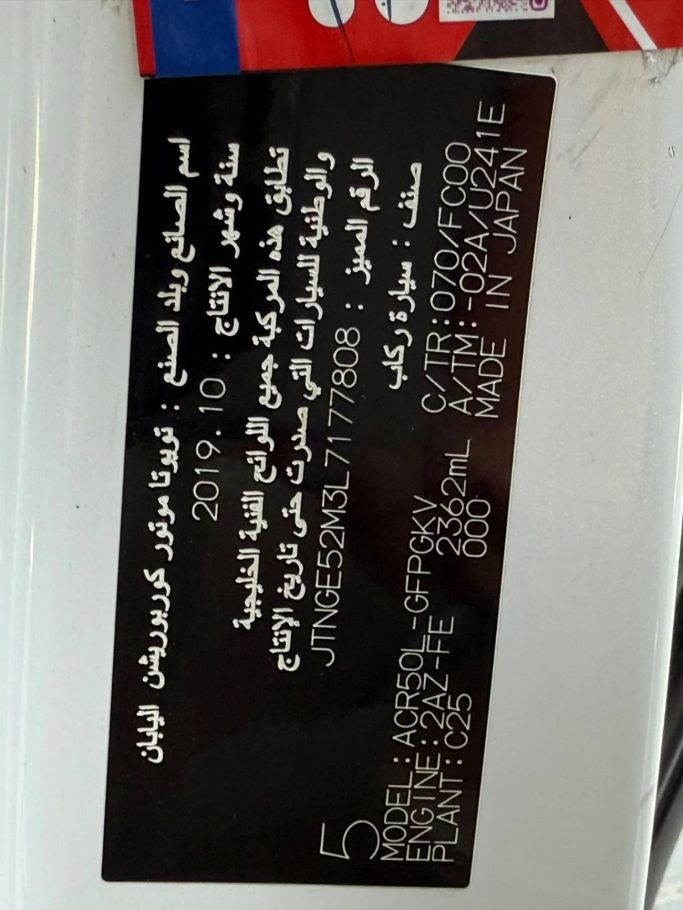 اسم الصانع وبلد الصنع : تويوتا موتور كوربوريشن اليابان
سنة وشهر الانتاج : 2019.10
تطابق هذه المركبة جميع اللوائح الفنية الخليجية
والوطنية للسيارات التي صدرت حتى تاريخ الإنتاج
الرقم المميز : JTNGE52M3L7177808
صنف : سيارة ركاب
5
MODEL:ACR50L-GFPGKV C/TR:070/FC00
ENGINE:2AZ-FE 2362mL A/TM:-02A/U241E
PLANT:C25 000 MADE IN JAPAN